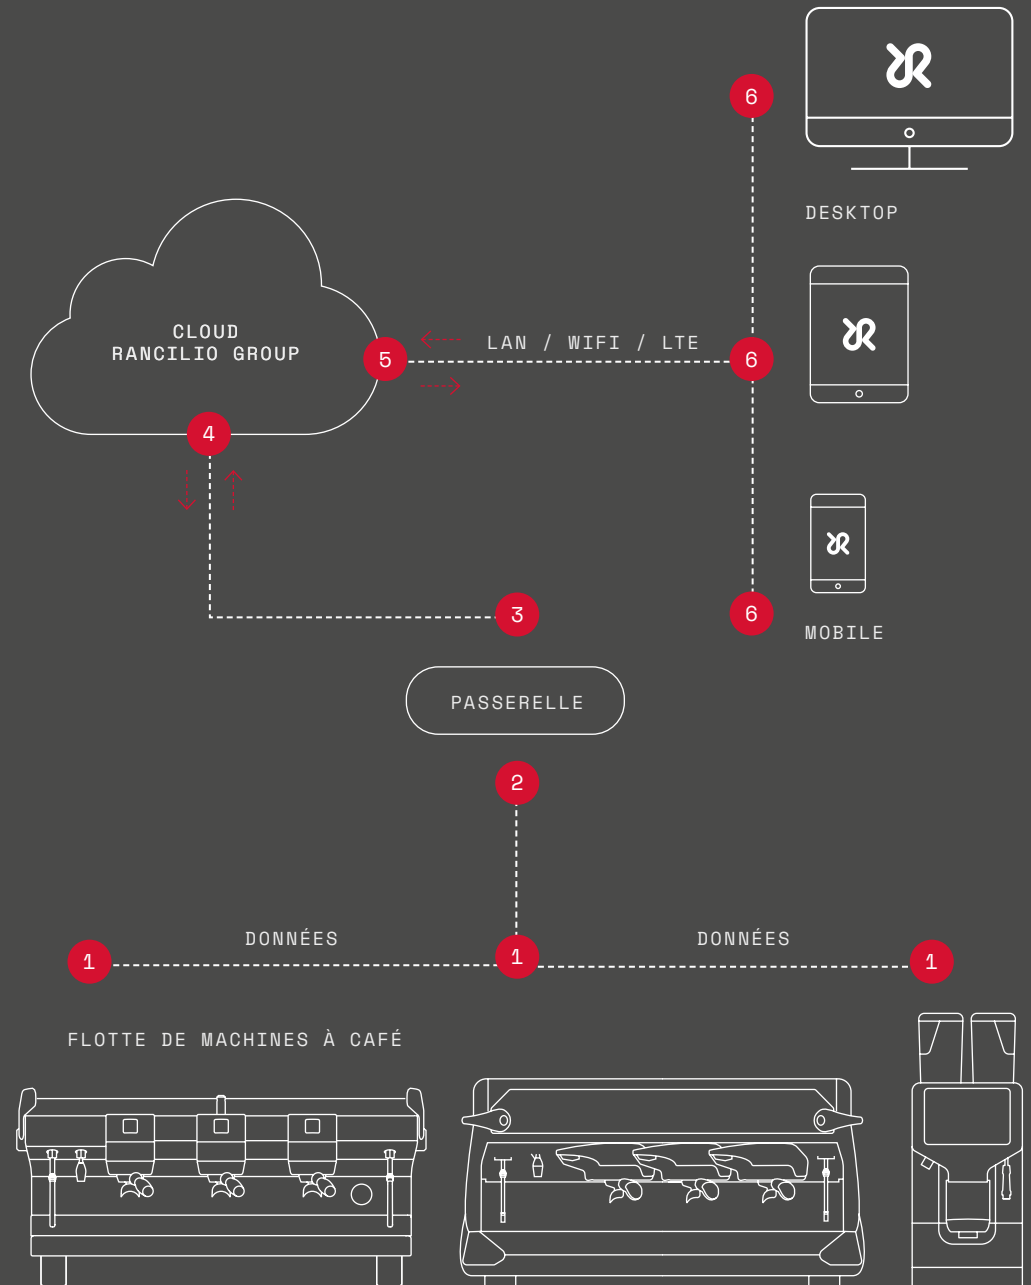 6
DESKTOP
CLOUD
RANCILIO GROUP
5
LAN / WIFI / LTE
6
4
3
6
MOBILE
PASSERELLE
2
DONNÉES
DONNÉES
1
1
1
FLOTTE DE MACHINES À CAFÉ